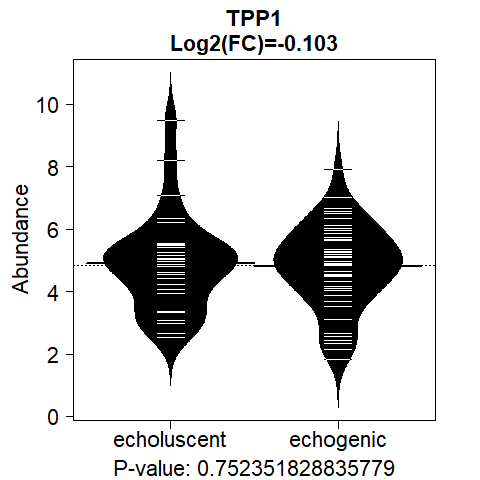 TPP1
Log2(FC)=-0.103
Abundance
10
8
6
4
2
0
echoluscent echogenic
P-value: 0.752351828835779